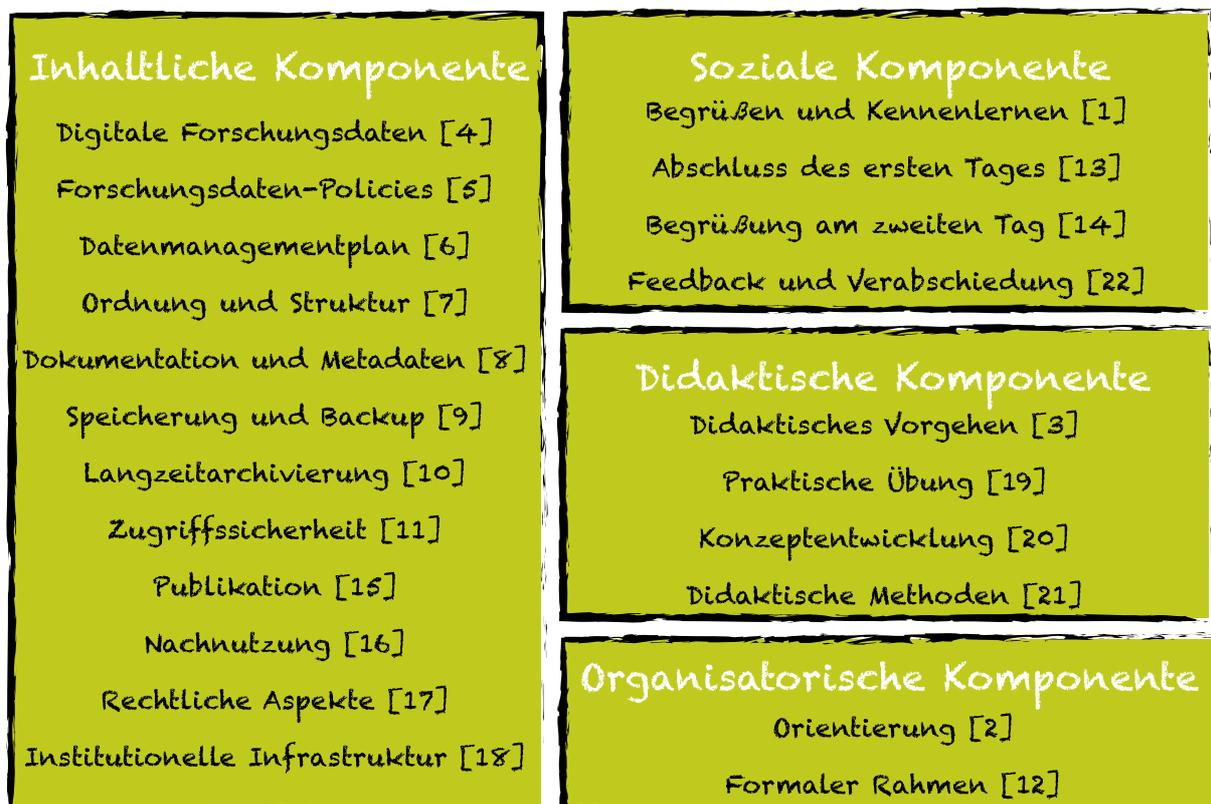 Inhaltliche Komponente
Digitale Forschungsdaten [4]
Forschungsdaten-Policies [5]
Datenmanagementplan [6]
Ordnung und Struktur [7]
Dokumentation und Metadaten [8]
Speicherung und Backup [9]
Langzeitarchivierung [10]
Zugriffssicherheit [11]
Publikation [15]
Nachnutzung [16]
Rechtliche Aspekte [17]
Institutionelle Infrastruktur [18]
Soziale Komponente
Begrüßen und Kennenlernen [1]
Abschluss des ersten Tages [13]
Begrüßung am zweiten Tag [14]
Feedback und Verabschiedung [22]
Didaktische Komponente
Didaktisches Vorgehen [3]
Praktische Übung [19]
Konzeptentwicklung [20]
Didaktische Methoden [21]
Organisatorische Komponente
Orientierung [2]
Formaler Rahmen [12]